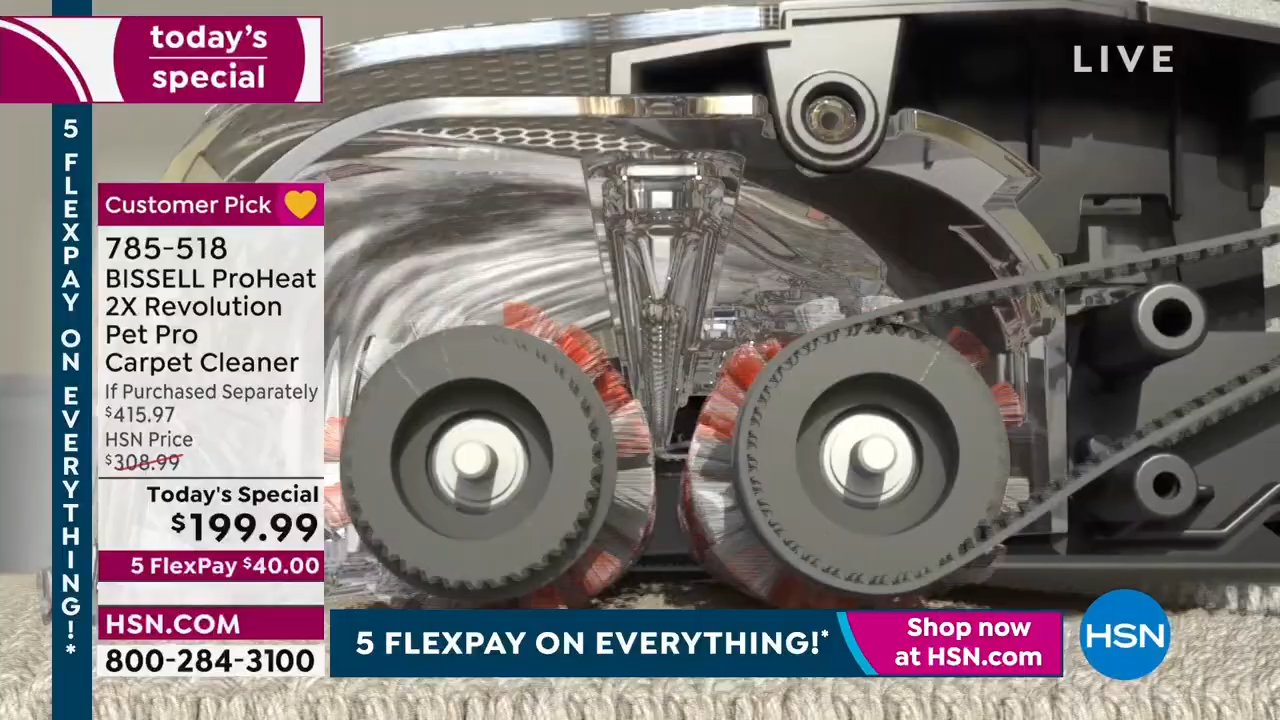 today's
special
LIVE
5 FLEXPAY ON EVERYTHING!*
Customer Pick
785-518
BISSELL ProHeat
2X Revolution
Pet Pro
Carpet Cleaner
If Purchased Separately
$415.97
HSN Price
$308.99
Today's Special
$199.99
5 FlexPay $40.00
HSN.COM
800-284-3100
5 FLEXPAY ON EVERYTHING!*
Shop now
at HSN.com
HSN